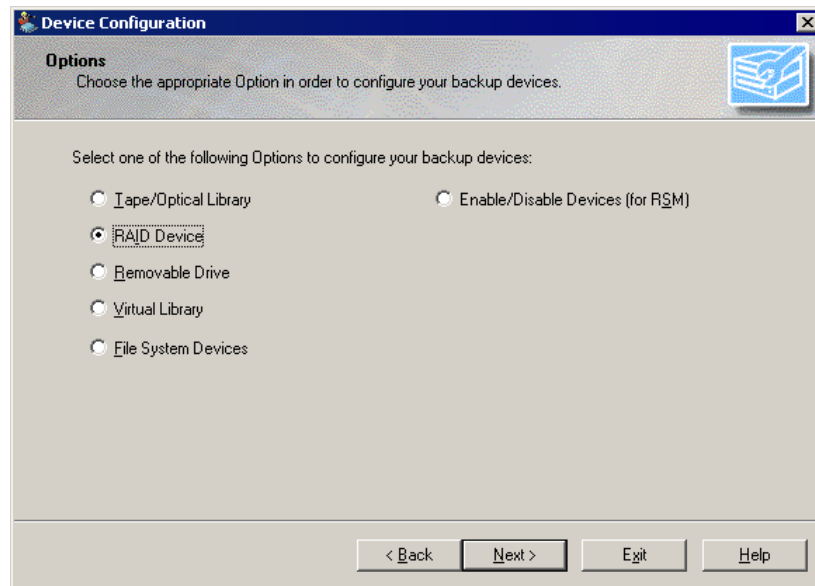 Device Configuration
Options
Choose the appropriate Option in order to configure your backup devices.
Select one of the following Options to configure your backup devices:
Tape/Optical Library
Enable/Disable Devices (for RSM)
RAID Device
Removable Drive
Virtual Library
File System Devices
< Back Next > Exit Help